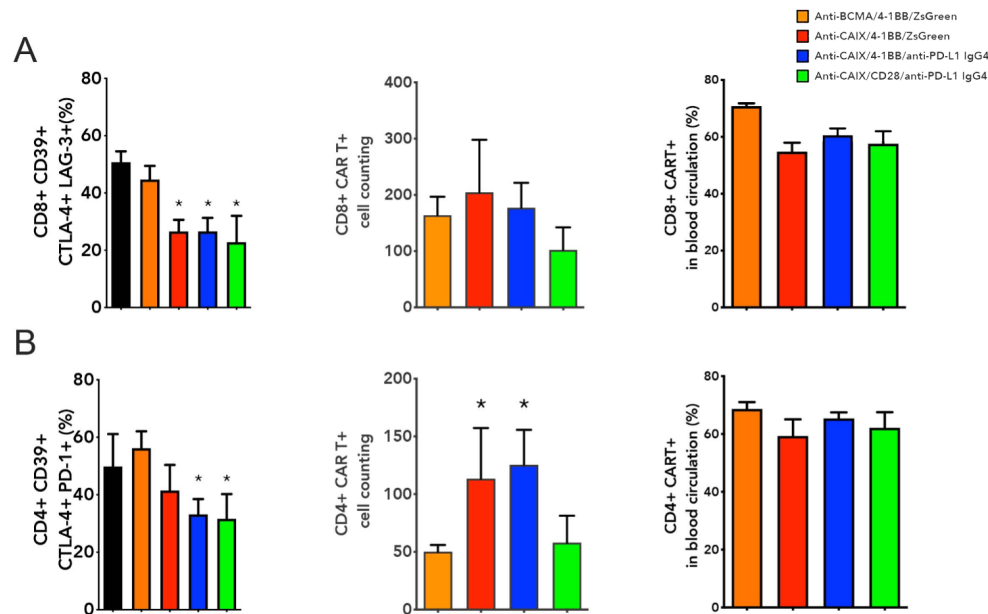 Anti-BCMA/4-1BB/ZsGreen
Anti-CAIX/4-1BB/ZsGreen
Anti-CAIX/4-1BB/anti-PD-L1 IgG4
Anti-CAIX/CD28/anti-PD-L1 IgG4
A
CD8+ CD39+
CTLA-4+ LAG-3+(%)
80
60
40
20
0
* * *
CD8+ CAR T+
cell counting
400
300
200
100
0
CD8+ CART+
in blood circulation (%)
80
60
40
20
0
B
CD4+ CD39+
CTLA-4+ PD-1+ (%)
80
60
40
20
0
* *
CD4+ CAR T+
cell counting
200
150
100
50
0
* *
CD4+ CART+
in blood circulation (%)
80
60
40
20
0